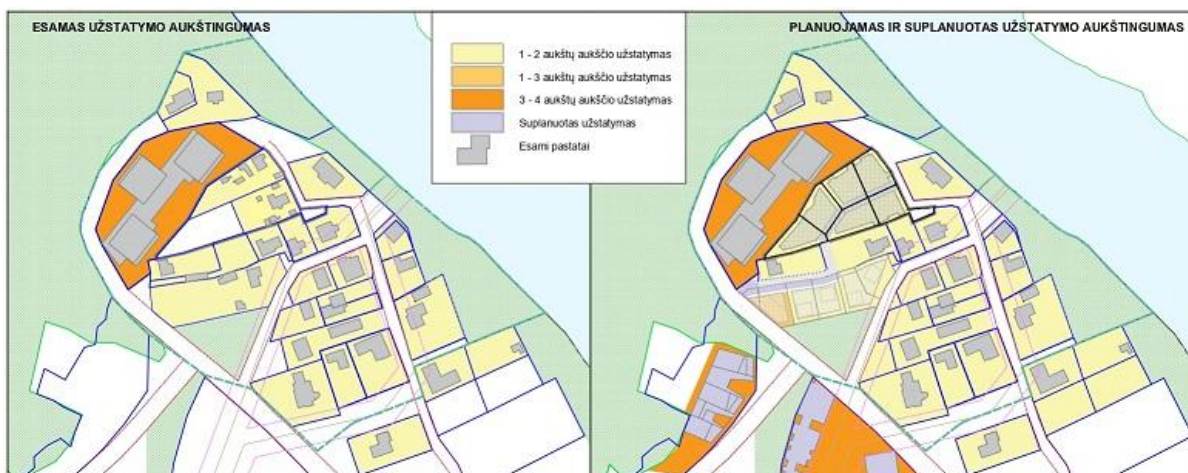 ESAMAS UŽSTATYMO AUKŠTINGUMAS
PLANUOJAMAS IR SUPLANUOTAS UŽSTATYMO AUKŠTINGUMAS
1 - 2 aukštų aukščio užstatymas
1 - 3 aukštų aukščio užstatymas
3 - 4 aukštų aukščio užstatymas
Suplanuotas užstatymas
Esami pastatai